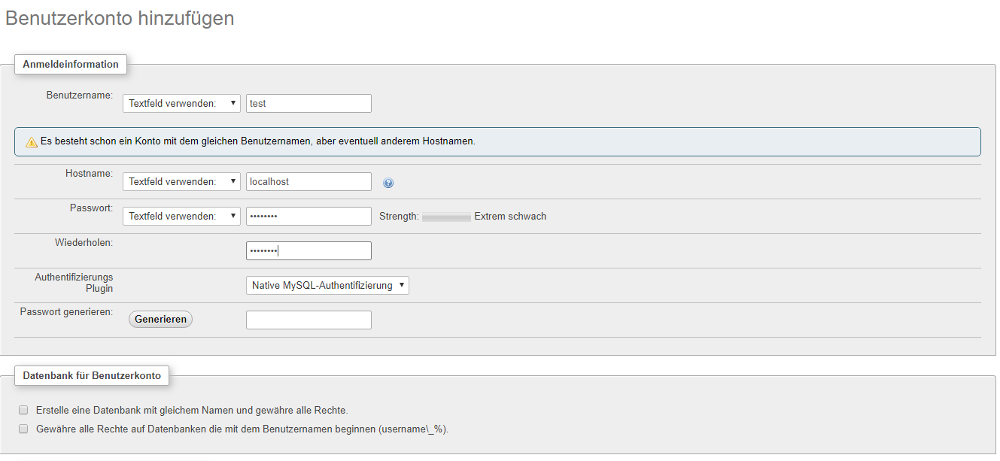 Benutzerkonto hinzufügen
Anmeldeinformation
Benutzername: Textfeld verwenden: test
Es besteht schon ein Konto mit dem gleichen Benutzernamen, aber eventuell anderem Hostnamen.
Hostname: Textfeld verwenden: localhost
Passwort: Textfeld verwenden: •••••••• Strength: Extrem schwach
Wiederholen: ••••••••
Authentifizierungs
Plugin
Native MySQL-Authentifizierung
Passwort generieren: Generieren
Datenbank für Benutzerkonto
Erstelle eine Datenbank mit gleichem Namen und gewähre alle Rechte.
Gewähre alle Rechte auf Datenbanken die mit dem Benutzernamen beginnen (username\_%).